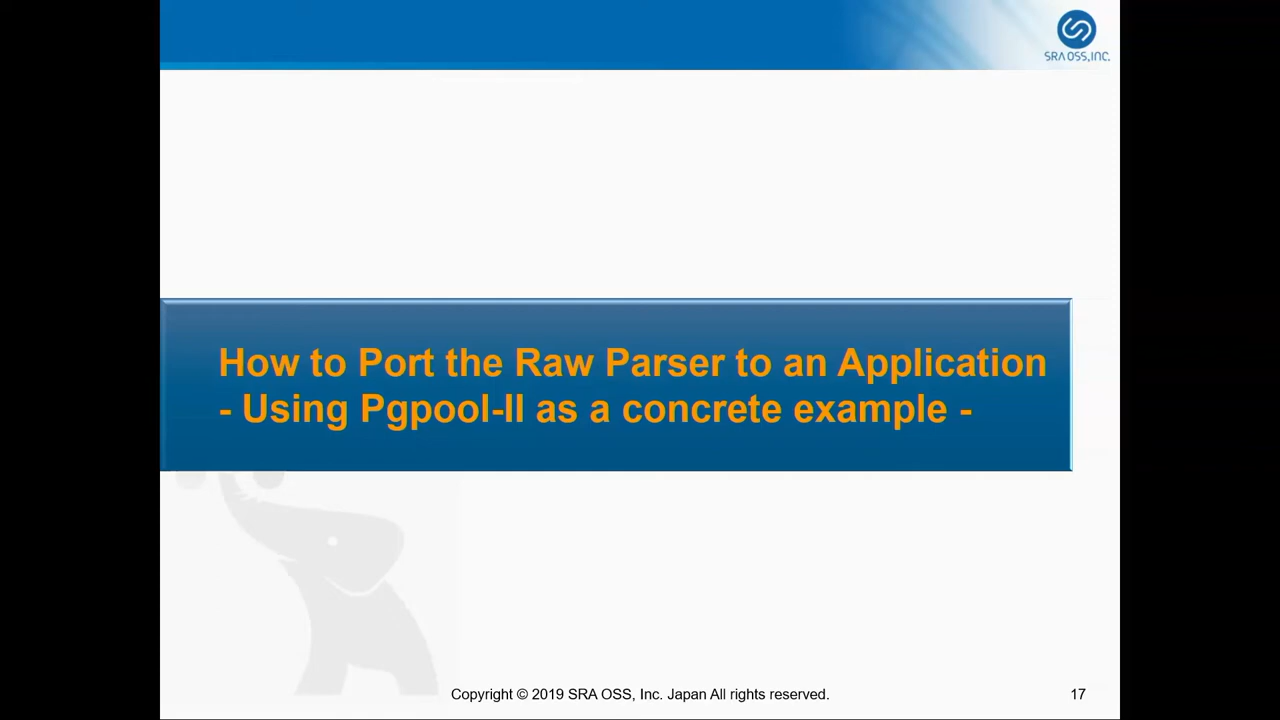 SRA OSS, INC.
How to Port the Raw Parser to an Application
- Using Pgpool-II as a concrete example -
Copyright © 2019 SRA OSS, Inc. Japan All rights reserved.
17